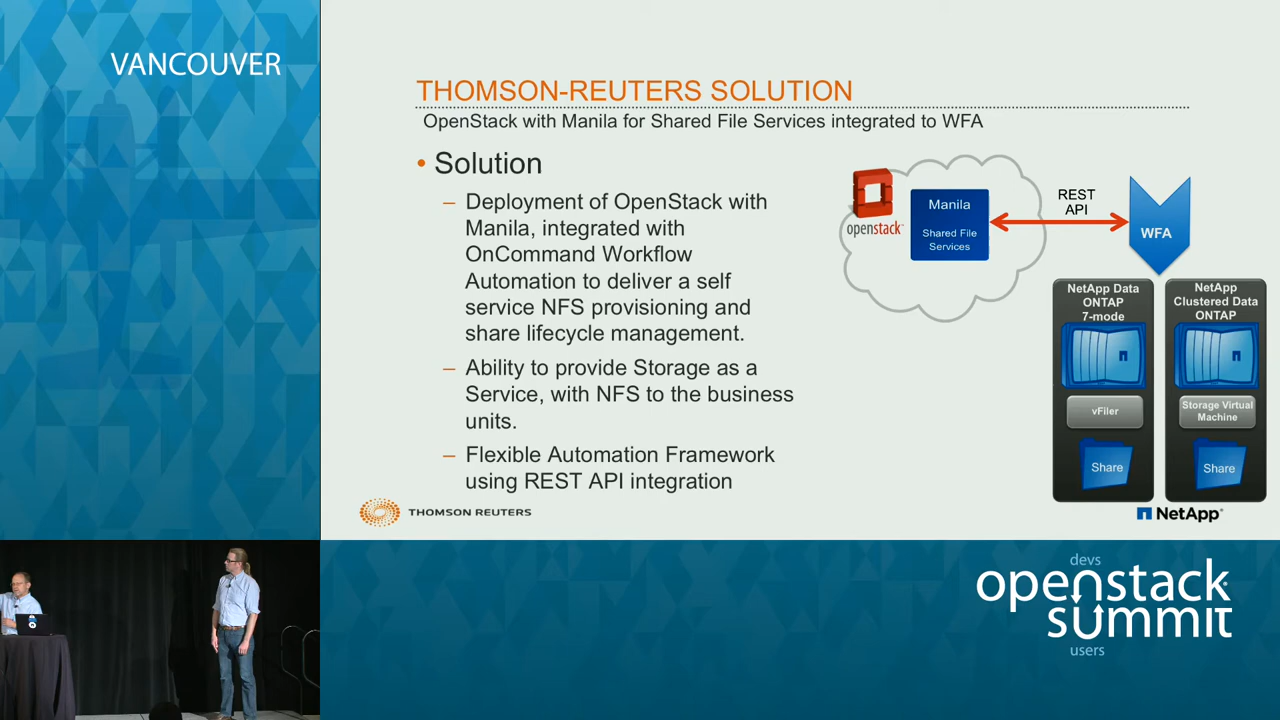 VANCOUVER
THOMSON-REUTERS SOLUTION
OpenStack with Manila for Shared File Services integrated to WFA
• Solution
– Deployment of OpenStack with
Manila, integrated with
OnCommand Workflow
Automation to deliver a self
service NFS provisioning and
share lifecycle management.
– Ability to provide Storage as a
Service, with NFS to the business
units.
– Flexible Automation Framework
using REST API integration
openstack
Manila
Shared File
Services
REST
API
WFA
NetApp Data
ONTAP
7-mode
vFiler
Share
NetApp
Clustered Data
ONTAP
Storage Virtual
Machine
Share
THOMSON REUTERS
NetApp
devs
openstack
summit
users